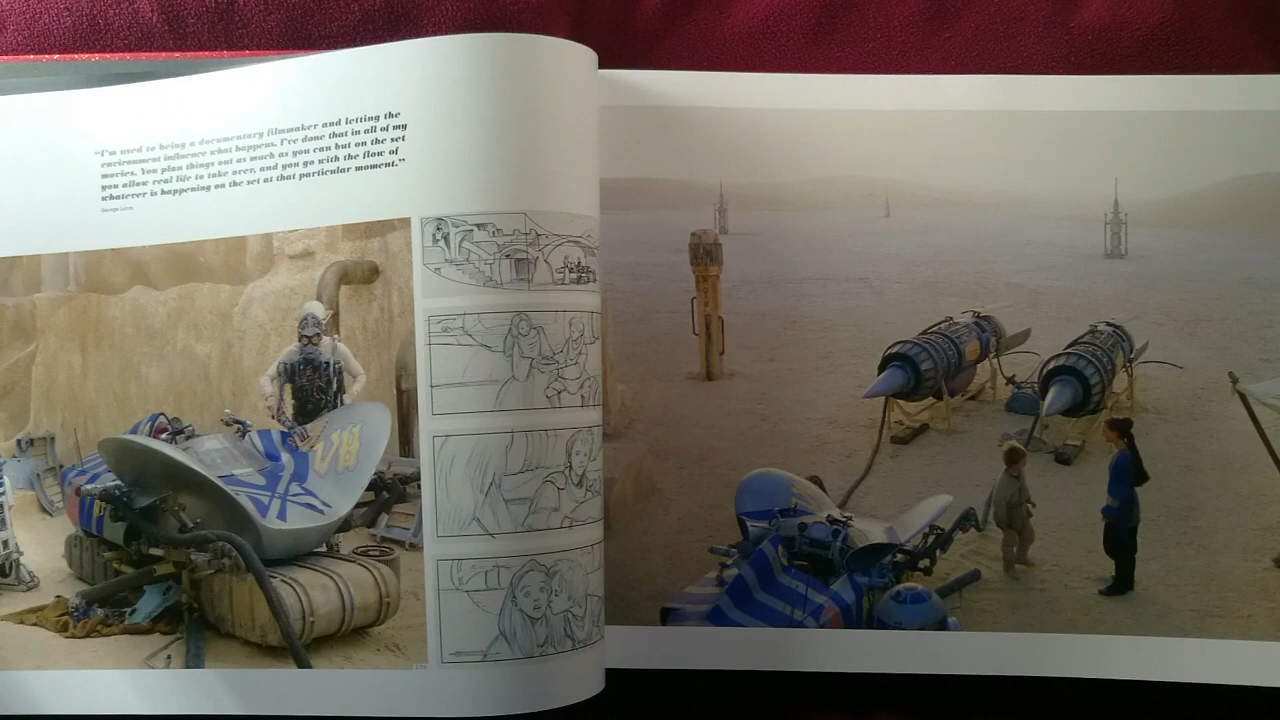 “I’m used to being a documentary filmmaker and letting the
environment influence what happens. I’ve done that in all of my
movies. You plan things out as much as you can but on the set
you allow real life to take over, and you go with the flow of
whatever is happening on the set at that particular moment.”
George Lucas